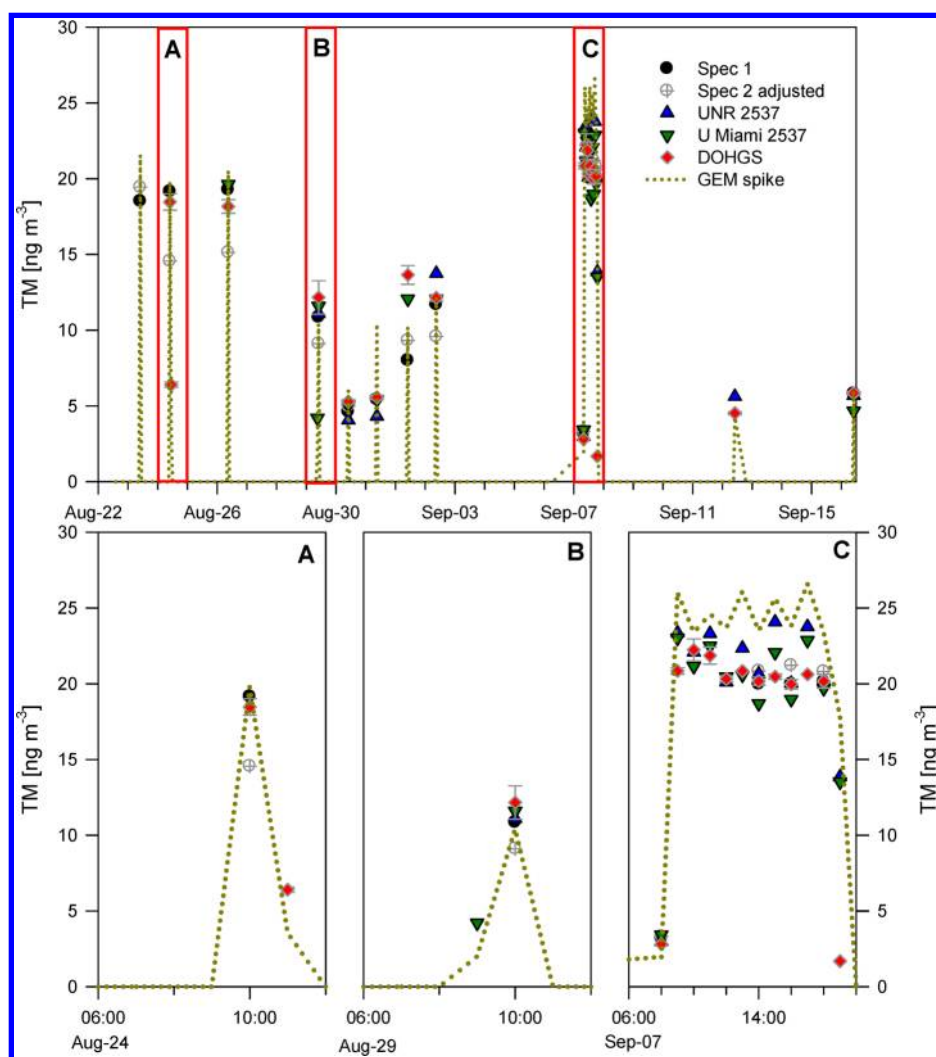 30
25
20
15
10
5
0
TM [ng m-3]
A
B
C
Spec 1
Spec 2 adjusted
UNR 2537
U Miami 2537
DOHGS
GEM spike
Aug-22
Aug-26
Aug-30
Sep-03
Sep-07
Sep-11
Sep-15
30
25
20
15
10
5
0
TM [ng m-3]
A
06:00
10:00
Aug-24
B
06:00
10:00
Aug-29
C
06:00
14:00
Sep-07
30
25
20
15
10
5
0
TM [ng m-3]